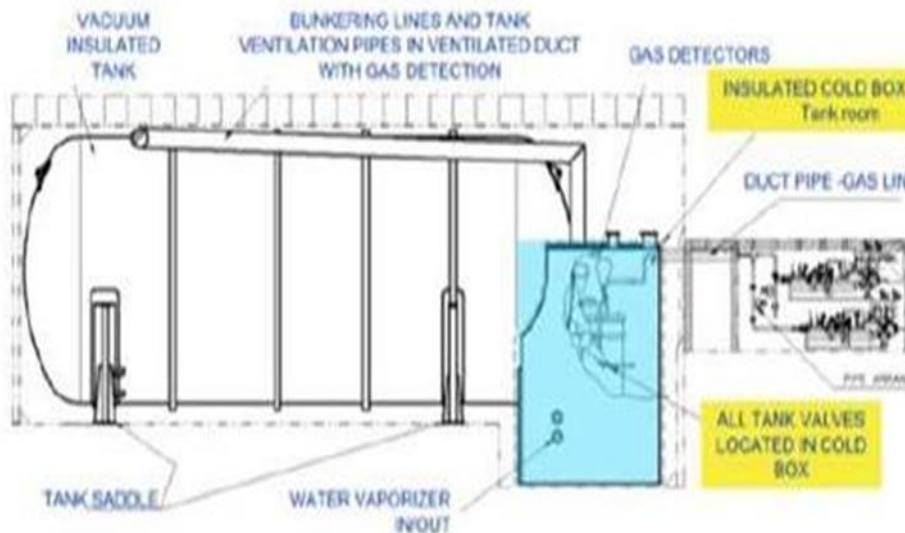 VACUUM
INSULATED
TANK
BUNKERING LINES AND TANK
VENTILATION PIPES IN VENTILATED DUCT
WITH GAS DETECTION
GAS DETECTORS
INSULATED COLD BOX
Tank room
DUCT PIPE -GAS LIN
PIPE
ALL TANK VALVES
LOCATED IN COLD
BOX
TANK SADDLE
WATER VAPORIZER
IN/OUT